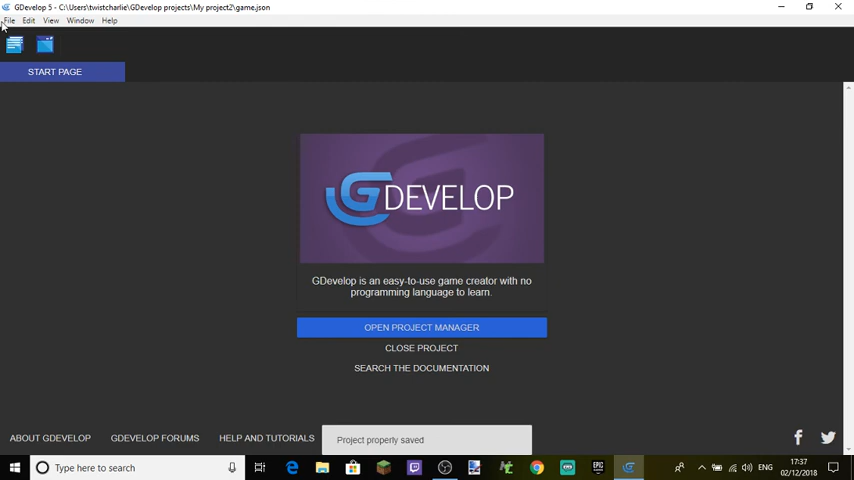 GDevelop 5 - C:\Users\twistcharlie\GDevelop projects\My project2\game.json
File Edit View Window Help
START PAGE
GDEVELOP
GDevelop is an easy-to-use game creator with no
programming language to learn.
OPEN PROJECT MANAGER
CLOSE PROJECT
SEARCH THE DOCUMENTATION
ABOUT GDEVELOP GDEVELOP FORUMS HELP AND TUTORIALS
Project properly saved
Type here to search
EPIC
ENG
17:37
02/12/2018